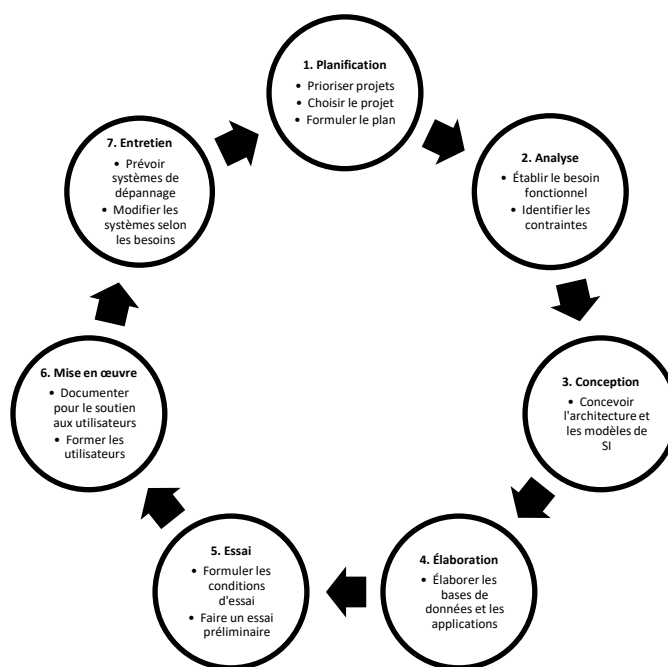 1. Planification
• Prioriser projets
• Choisir le projet
• Formuler le plan
2. Analyse
• Établir le besoin
fonctionnel
• Identifier les
contraintes
3. Conception
• Concevoir
l'architecture et
les modèles de
SI
4. Élaboration
• Élaborer les
bases de
données et les
applications
5. Essai
• Formuler les
conditions
d'essai
• Faire un essai
préliminaire
6. Mise en œuvre
• Documenter
pour le soutien
aux utilisateurs
• Former les
utilisateurs
7. Entretien
• Prévoir
systèmes de
dépannage
• Modifier les
systèmes selon
les besoins